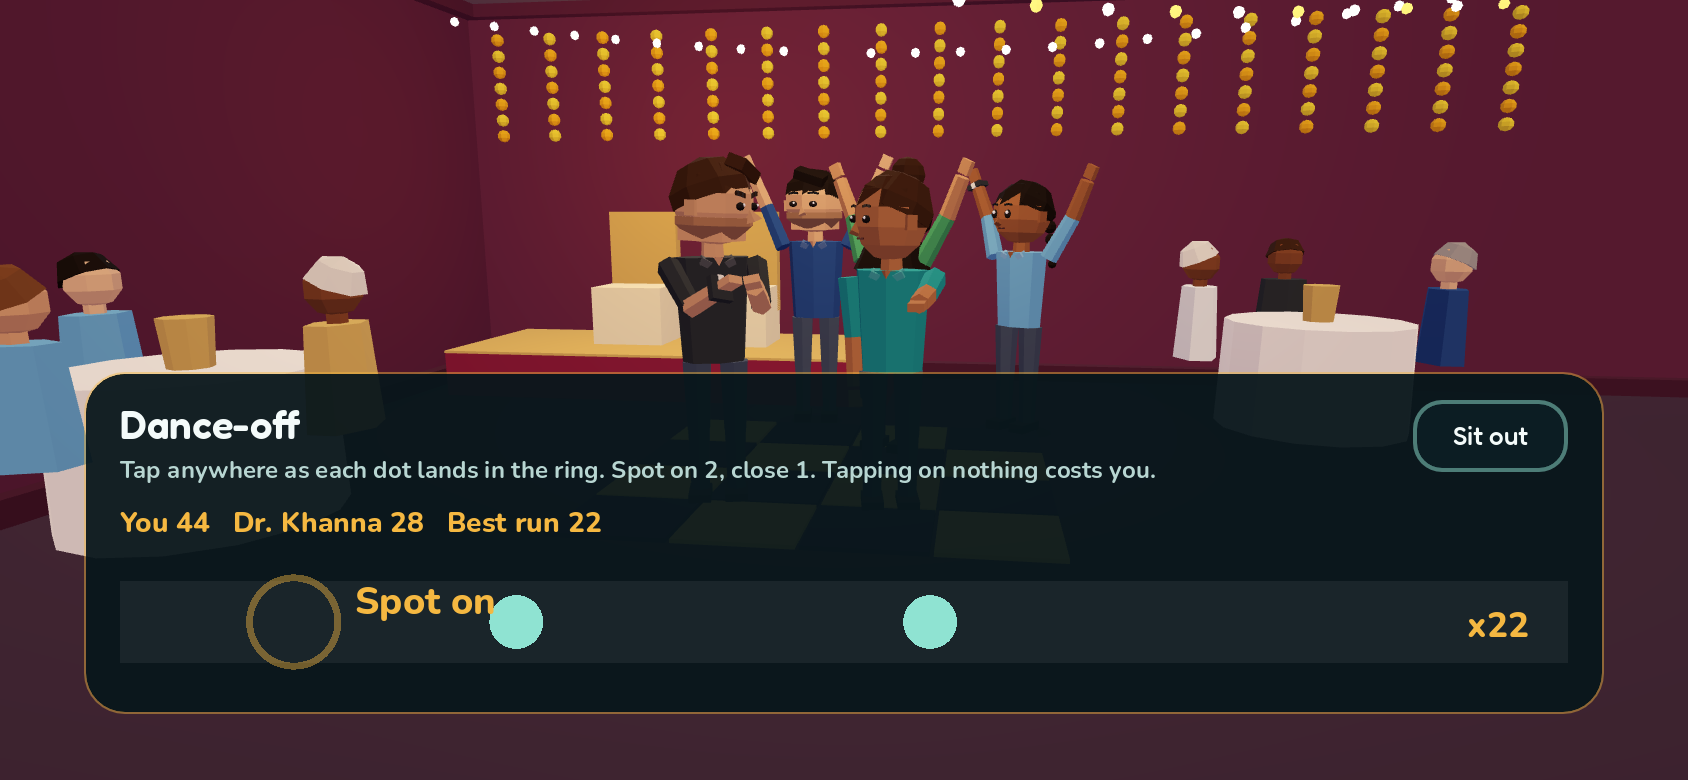 Dance-off
Sit out
Tap anywhere as each dot lands in the ring. Spot on 2, close 1. Tapping on nothing costs you.
You 44 Dr. Khanna 28 Best run 22
Spot on
x22